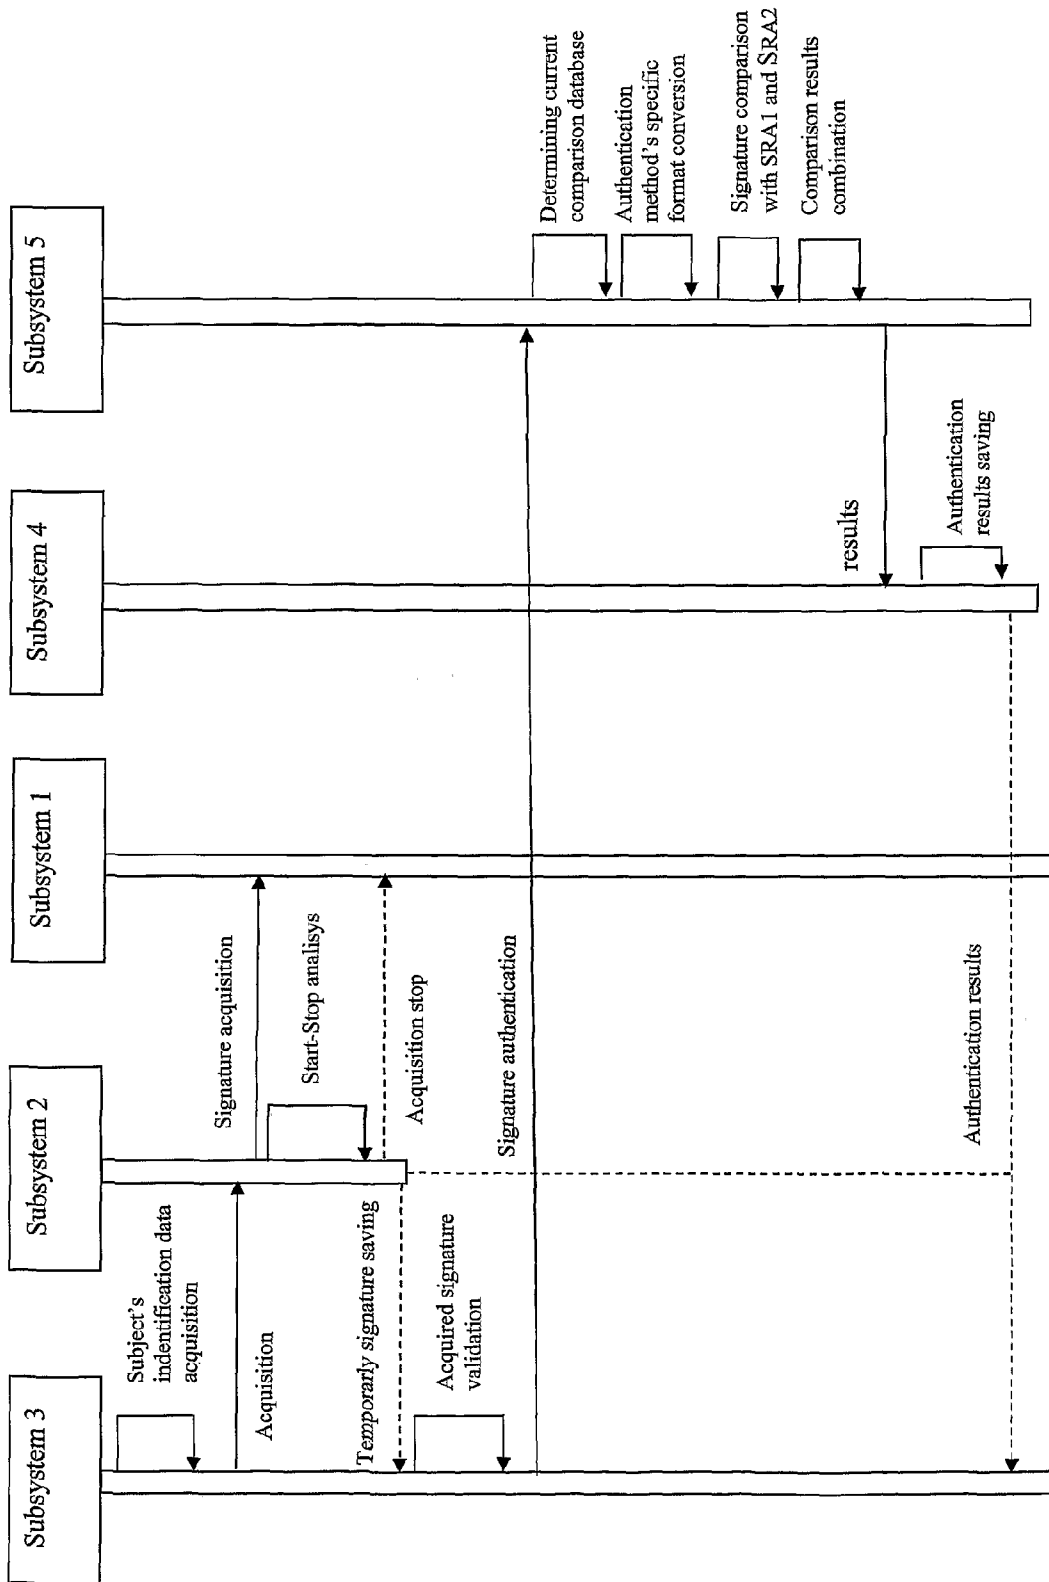 Subsystem 3
Subsystem 2
Subsystem 1
Subsystem 4
Subsystem 5
Subject's
indentification data
acquisition
Acquisition
Signature acquisition
Start-Stop analisys
Acquisition stop
Temporarly signature saving
Acquired signature
validation
Signature authentication
Determining current
comparison database
Authentication
method's specific
format conversion
Signature comparison
with SRA1 and SRA2
Comparison results
combination
results
Authentication
results saving
Authentication results